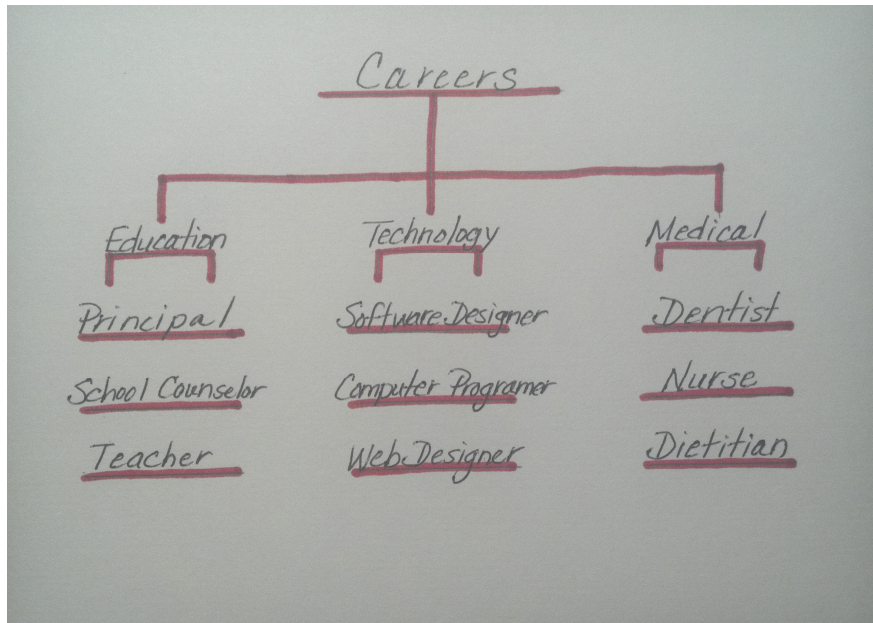 Careers
Education Technology Medical
Principal Software Designer Dentist
School Counselor Computer Programer Nurse
Teacher Web Designer Dietitian